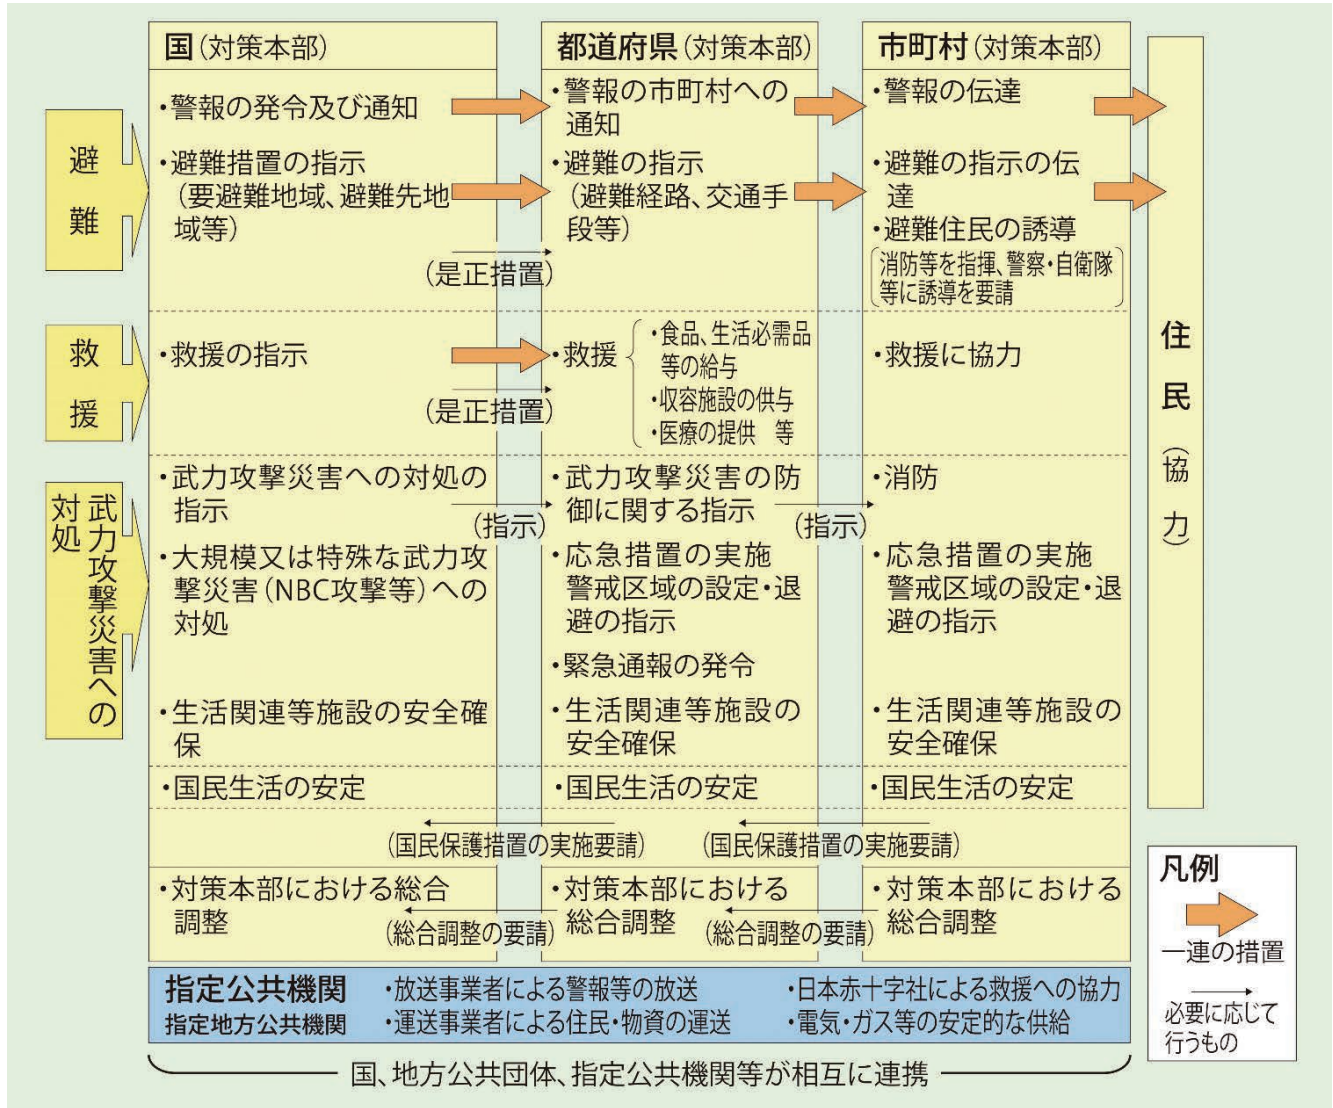 国(対策本部)
都道府県(対策本部)
市町村(対策本部)
避難
・警報の発令及び通知
・避難措置の指示
(要避難地域、避難先地
域等)
(是正措置)
・警報の市町村への
通知
・避難の指示
(避難経路、交通手
段等)
・警報の伝達
・避難の指示の伝
達
・避難住民の誘導
消防等を指揮、警察・自衛隊
等に誘導を要請
救援
・救援の指示
(是正措置)
・救援
・食品、生活必需品
等の給与
・収容施設の供与
・医療の提供 等
・救援に協力
武力攻撃災害への
対処
・武力攻撃災害への対処の
指示
(指示)
・大規模又は特殊な武力攻
撃災害(NBC攻撃等)への
対処
・生活関連等施設の安全確
保
・武力攻撃災害の防
御に関する指示
(指示)
・応急措置の実施
警戒区域の設定・退
避の指示
・緊急通報の発令
・生活関連等施設の
安全確保
・消防
・応急措置の実施
警戒区域の設定・退
避の指示
・生活関連等施設の
安全確保
・国民生活の安定
・国民生活の安定
・国民生活の安定
(国民保護措置の実施要請)
(国民保護措置の実施要請)
・対策本部における総合
調整
(総合調整の要請)
・対策本部における
総合調整
(総合調整の要請)
・対策本部における
総合調整
住民(協力)
凡例
一連の措置
必要に応じて
行うもの
指定公共機関
指定地方公共機関
・放送事業者による警報等の放送
・運送事業者による住民・物資の運送
・日本赤十字社による救援への協力
・電気・ガス等の安定的な供給
国、地方公共団体、指定公共機関等が相互に連携